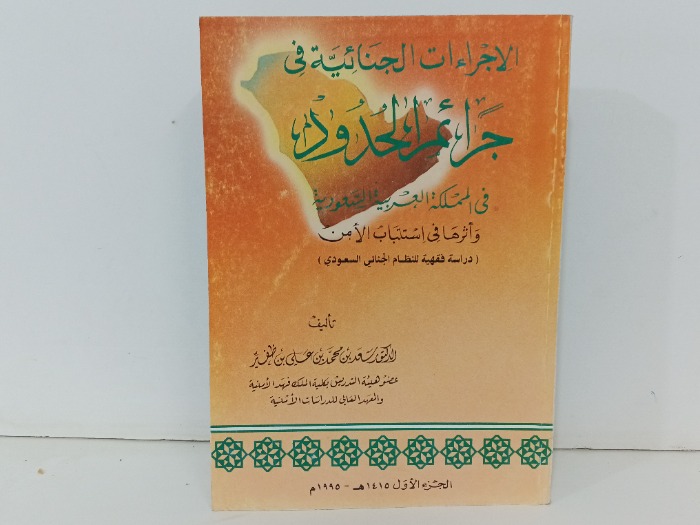 الاجراءات الجنائية في
جرائم الحدود
في المملكة العربية السعودية
وأثرها في استتباب الأمن
( دراسة فقهية للنظام الجنائي السعودي )
تأليف
الدكتور سعد بن محمد بن علي بن ظفير
عضو هيئة التدريس بكلية الملك فهد الأمنية
والمعهد العالي للدراسات الأمنية
الجزء الأول ١٤١٥هـ - ١٩٩٥م